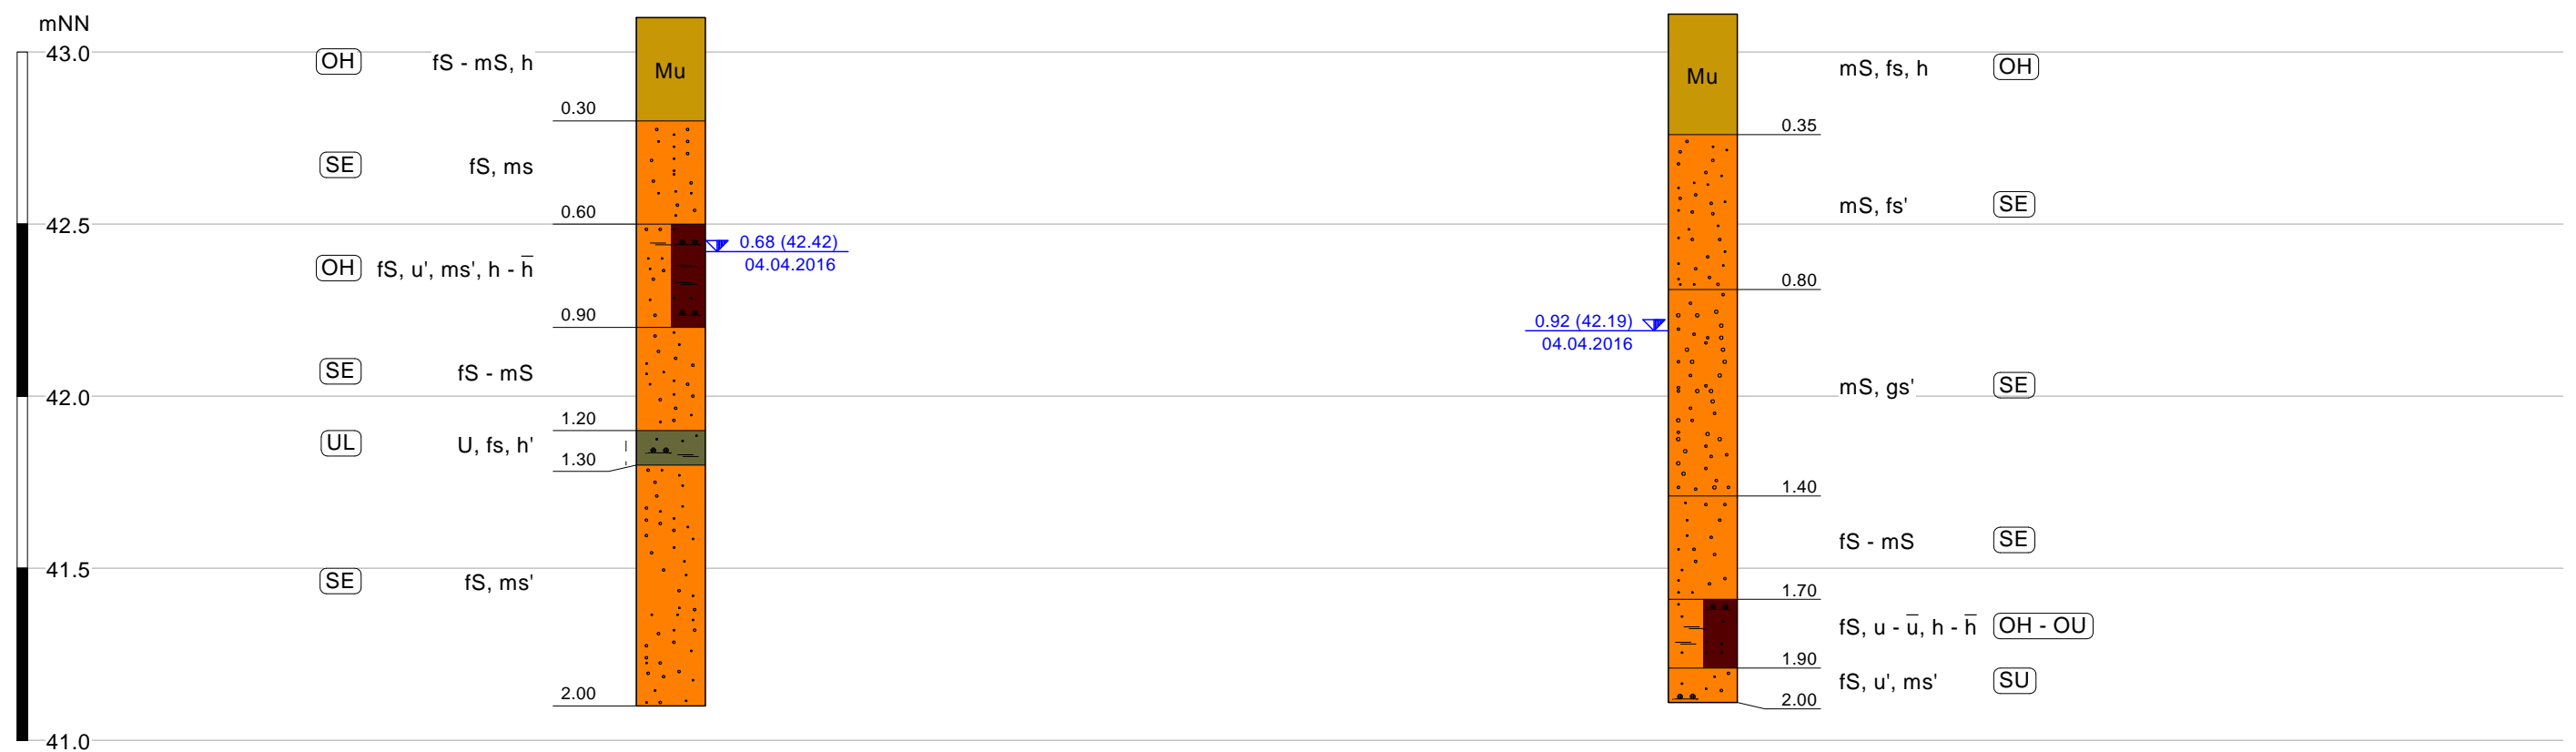 mNN
43.0
42.5
42.0
41.5
41.0
OH fS - mS, h
Mu
0.30
SE fS, ms
0.60
OH fS, u', ms', h - h̅
0.68 (42.42)
04.04.2016
0.90
SE fS - mS
1.20
UL U, fs, h'
1.30
SE fS, ms'
2.00
Mu
mS, fs, h OH
0.35
mS, fs' SE
0.80
0.92 (42.19)
04.04.2016
mS, gs' SE
1.40
fS - mS SE
1.70
fS, u - u̅, h - h̅ OH - OU
1.90
fS, u', ms' SU
2.00